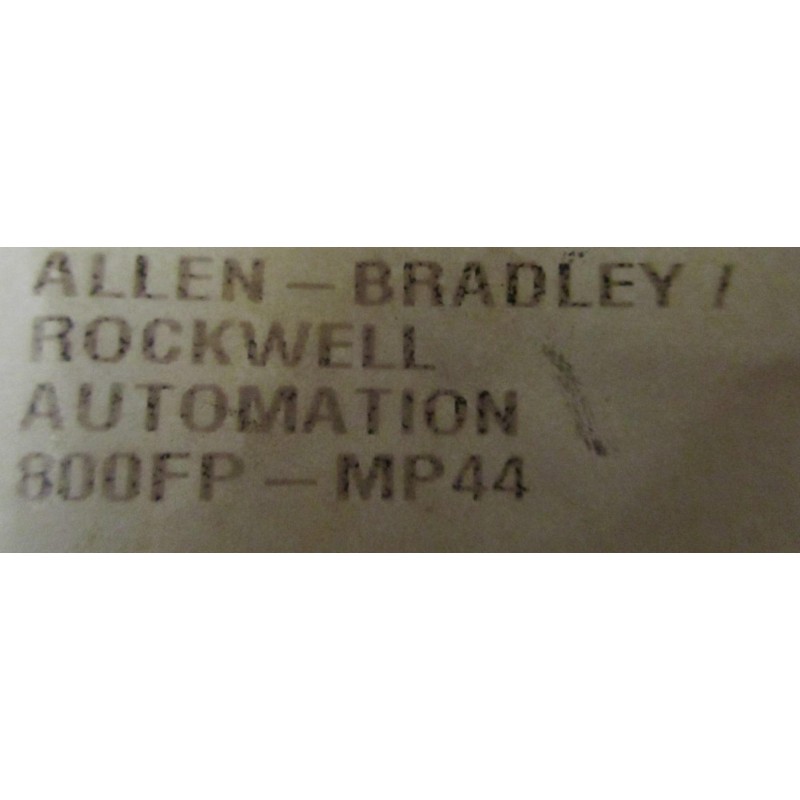 ALLEN-BRADLEY /
ROCKWELL
AUTOMATION
800FP-MP44